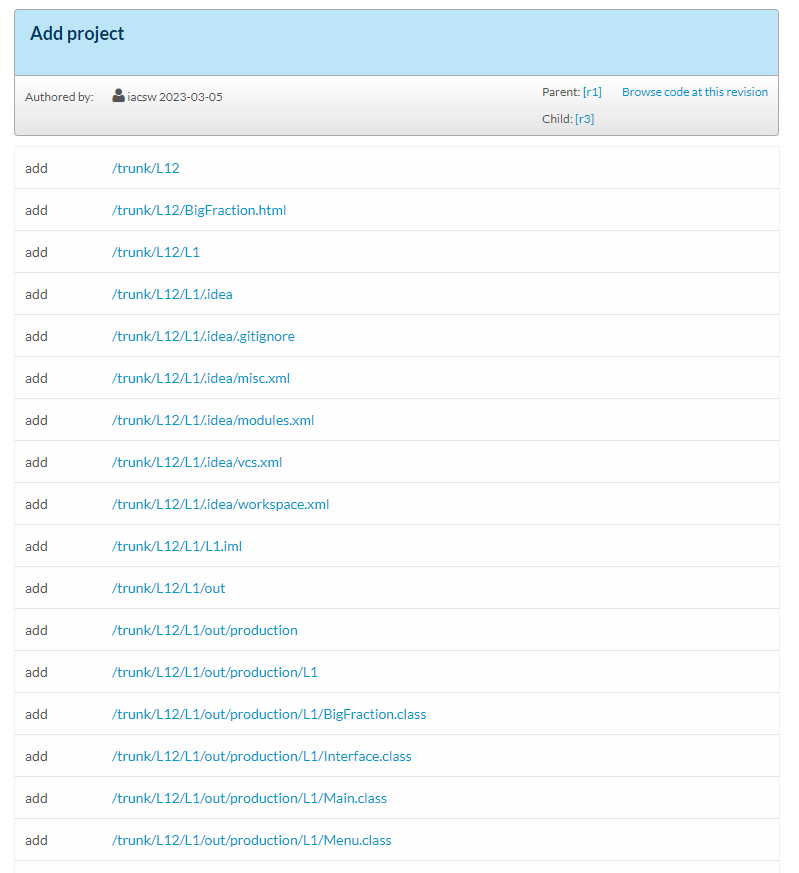 Add project
Authored by: iacsw 2023-03-05
Parent: [r1] Browse code at this revision
Child: [r3]
add /trunk/L12
add /trunk/L12/BigFraction.html
add /trunk/L12/L1
add /trunk/L12/L1/.idea
add /trunk/L12/L1/.idea/.gitignore
add /trunk/L12/L1/.idea/misc.xml
add /trunk/L12/L1/.idea/modules.xml
add /trunk/L12/L1/.idea/vcs.xml
add /trunk/L12/L1/.idea/workspace.xml
add /trunk/L12/L1/L1.iml
add /trunk/L12/L1/out
add /trunk/L12/L1/out/production
add /trunk/L12/L1/out/production/L1
add /trunk/L12/L1/out/production/L1/BigFraction.class
add /trunk/L12/L1/out/production/L1/Interface.class
add /trunk/L12/L1/out/production/L1/Main.class
add /trunk/L12/L1/out/production/L1/Menu.class